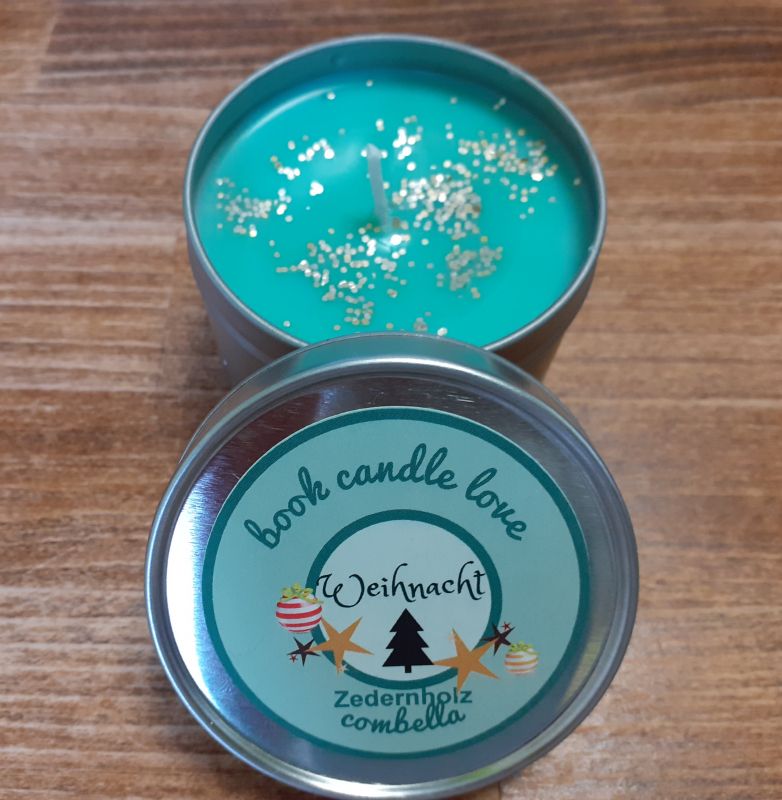 book candle love
Weihnacht
Zedernholz
combella